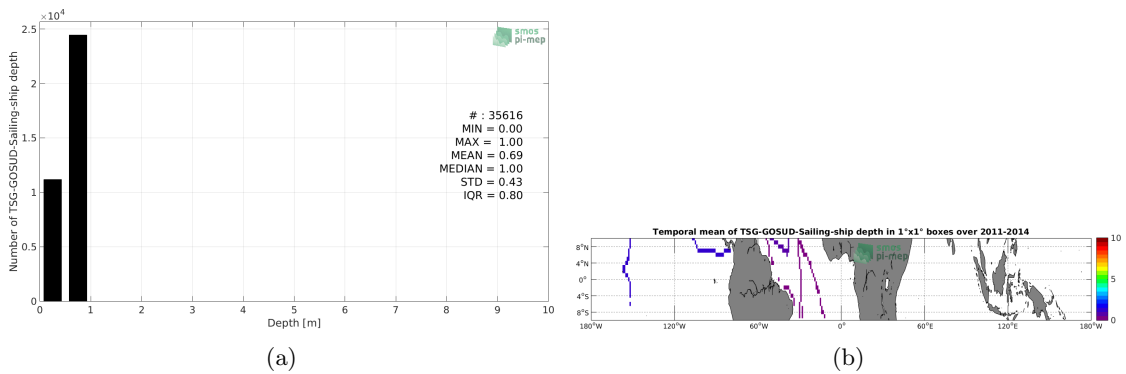 ×10⁴
2.5
2
1.5
1
0.5
0
Number of TSG-GOSUD-Sailing-ship depth
smos
pi-mep
# : 35616
MIN = 0.00
MAX = 1.00
MEAN = 0.69
MEDIAN = 1.00
STD = 0.43
IQR = 0.80
0 1 2 3 4 5 6 7 8 9 10
Depth [m]
(a)
Temporal mean of TSG-GOSUD-Sailing-ship depth in 1°x1° boxes over 2011-2014
smos
pi-mep
8°N
4°N
0°
4°S
8°S
180°W 120°W 60°W 0° 60°E 120°E 180°W
10
5
0
(b)